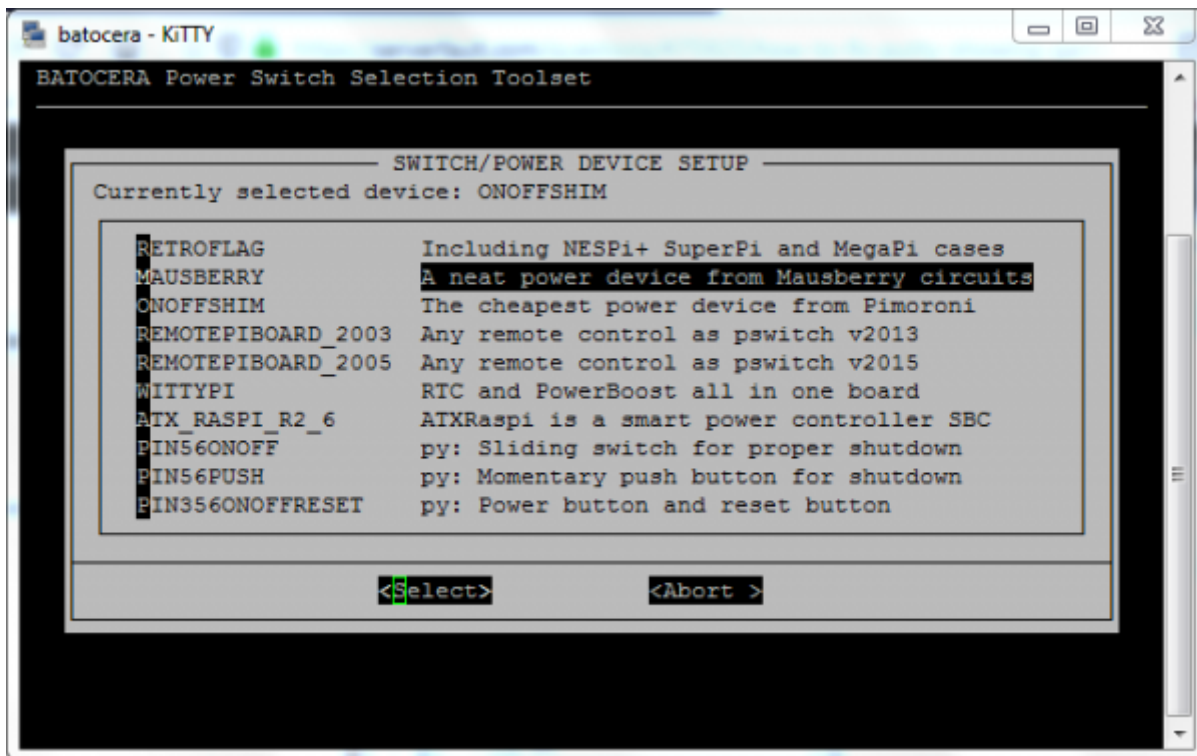 batocera - KiTTY
BATOCERA Power Switch Selection Toolset
SWITCH/POWER DEVICE SETUP
Currently selected device: ONOFFSHIM
RETROFLAG Including NESPi+ SuperPi and MegaPi cases
MAUSBERRY A neat power device from Mausberry circuits
ONOFFSHIM The cheapest power device from Pimoroni
REMOTEPIBOARD_2003 Any remote control as pswitch v2013
REMOTEPIBOARD_2005 Any remote control as pswitch v2015
WITTYPI RTC and PowerBoost all in one board
ATX_RASPI_R2_6 ATXRaspi is a smart power controller SBC
PIN56ONOFF py: Sliding switch for proper shutdown
PIN56PUSH py: Momentary push button for shutdown
PIN356ONOFFRESET py: Power button and reset button
<Select> <Abort >